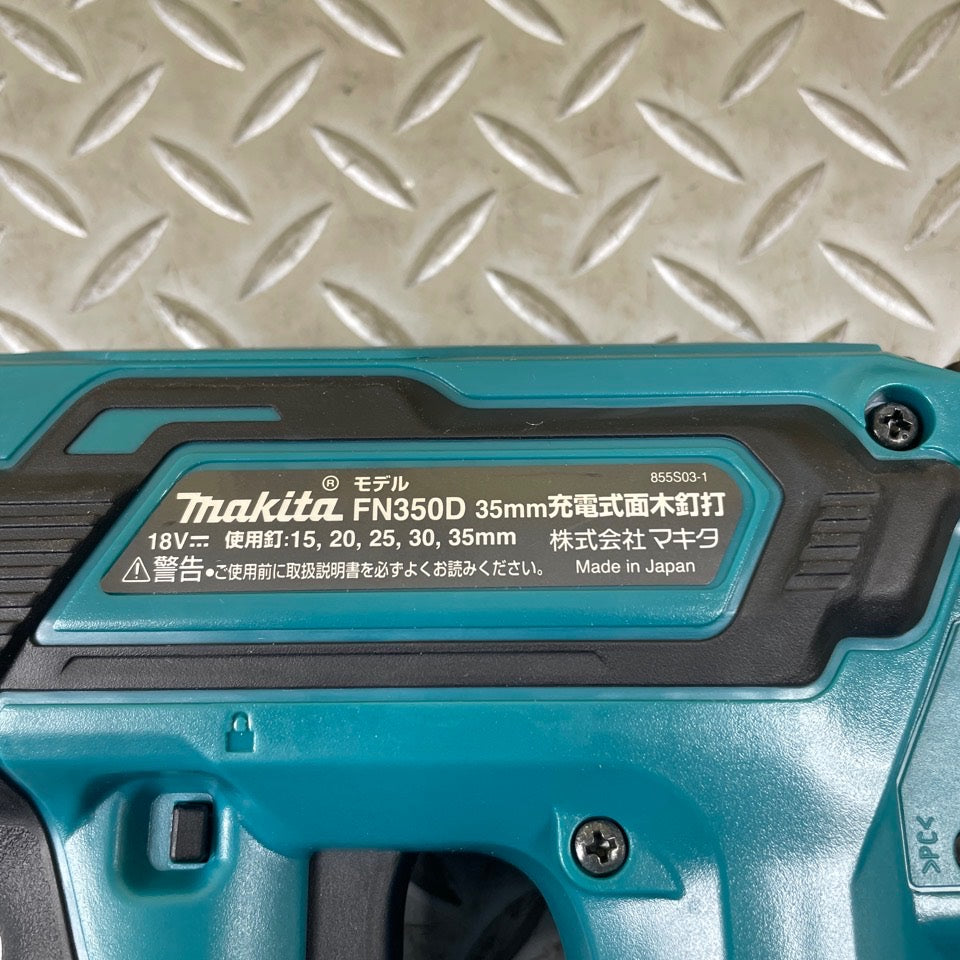 855S03-1
makita® モデル FN350D 35mm充電式面木釘打
18V⎓ 使用釘:15, 20, 25, 30, 35mm 株式会社マキタ
⚠警告 •ご使用前に取扱説明書を必ずよくお読みください。 Made in Japan
>PC<